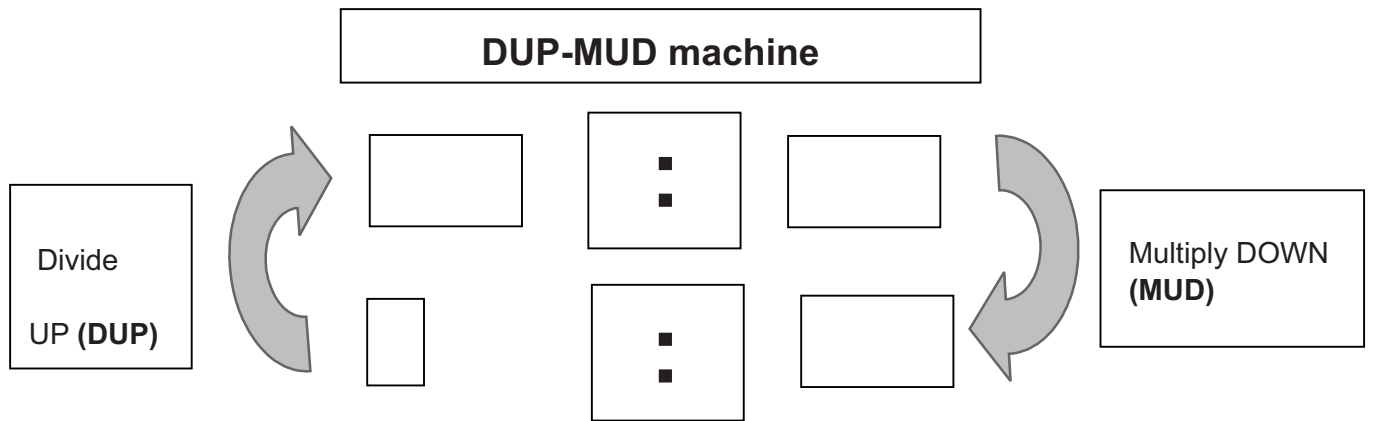 DUP-MUD machine
:
Divide
UP (DUP)
Multiply DOWN
(MUD)
: